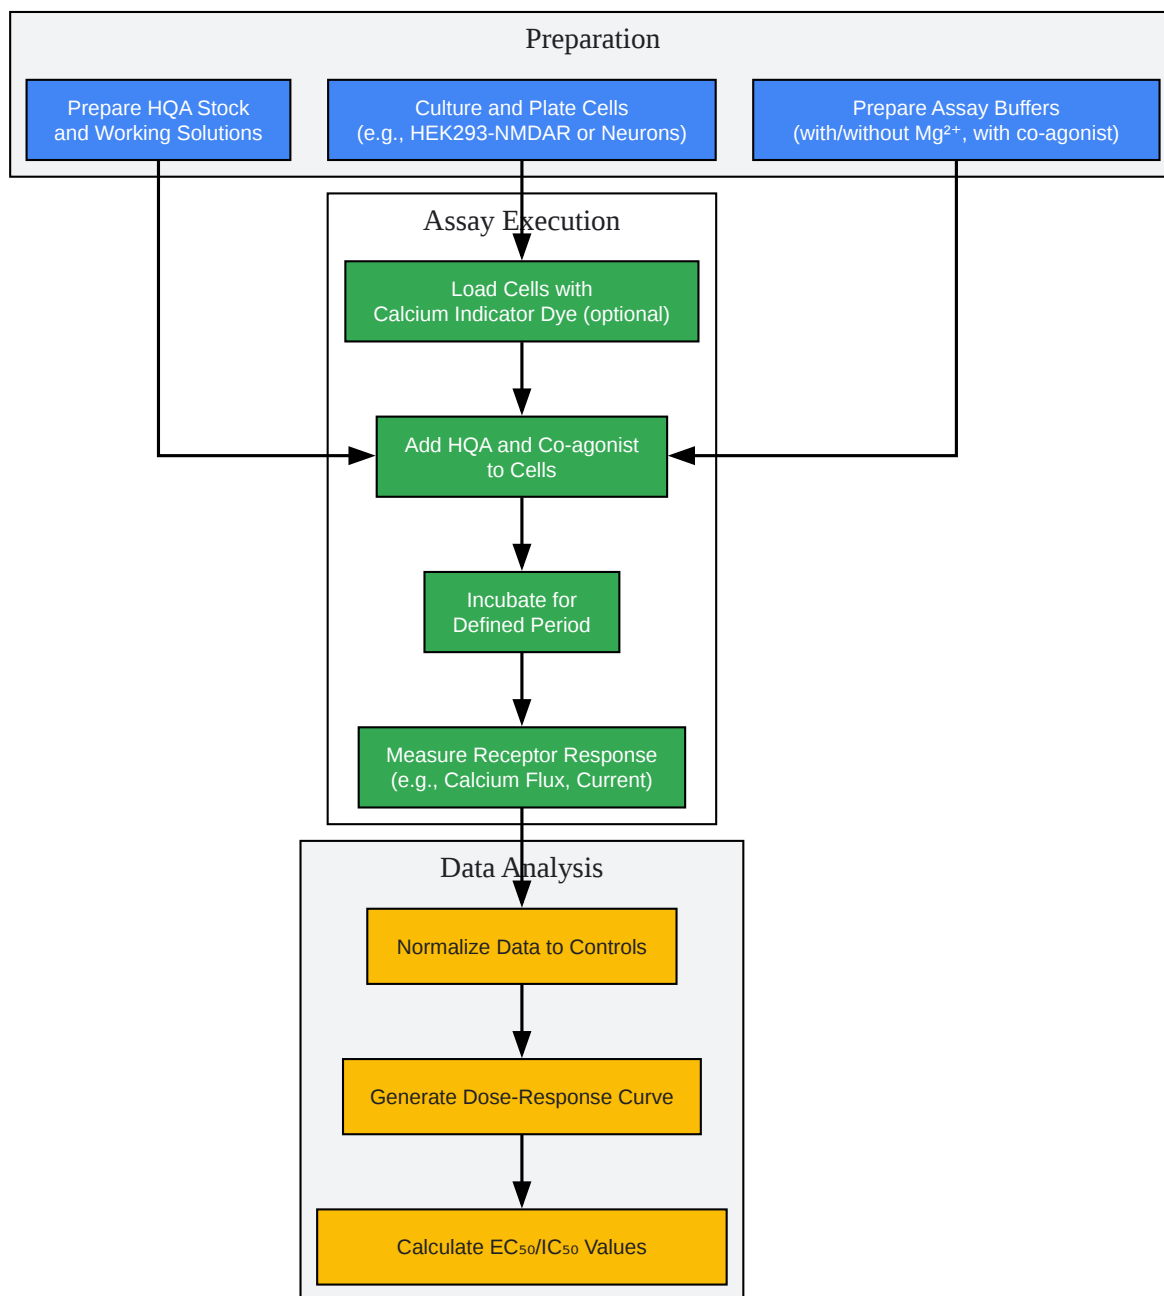 Preparation
Prepare HQA Stock
and Working Solutions
Culture and Plate Cells
(e.g., HEK293-NMDAR or Neurons)
Prepare Assay Buffers
(with/without Mg²⁺, with co-agonist)
Assay Execution
Load Cells with
Calcium Indicator Dye (optional)
Add HQA and Co-agonist
to Cells
Incubate for
Defined Period
Measure Receptor Response
(e.g., Calcium Flux, Current)
Data Analysis
Normalize Data to Controls
Generate Dose-Response Curve
Calculate EC₅₀/IC₅₀ Values